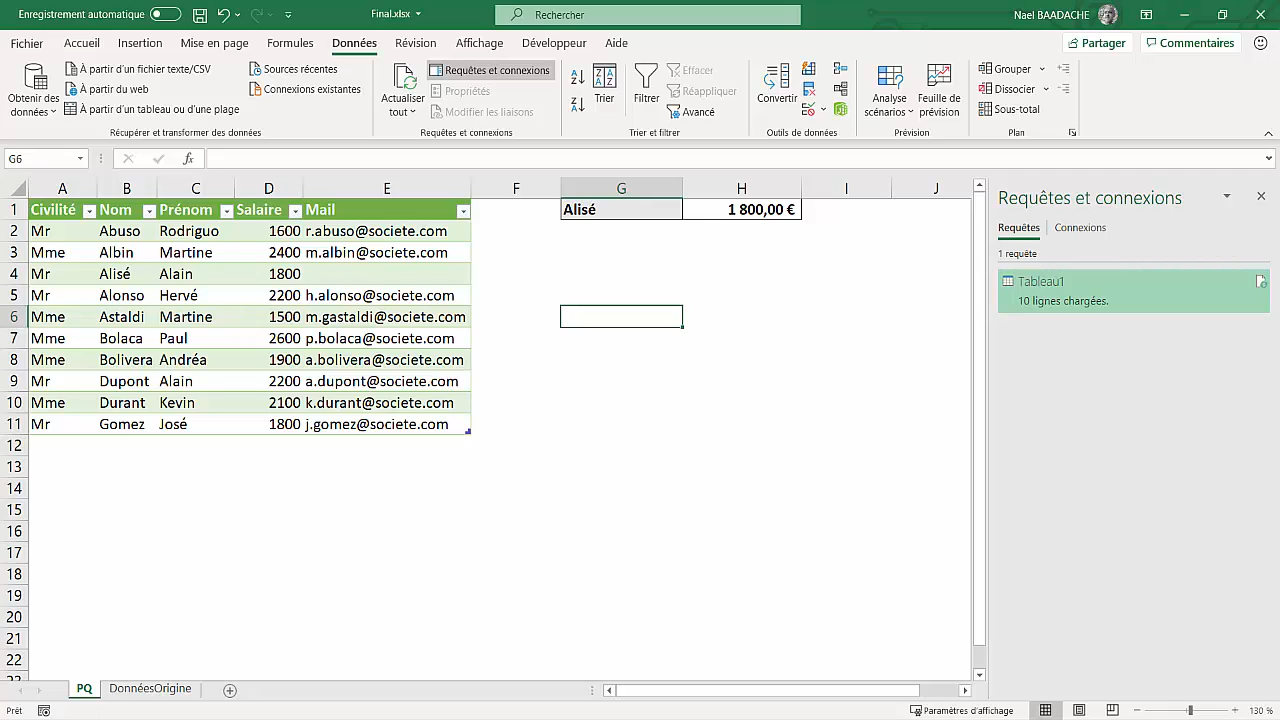 Enregistrement automatique
Final.xlsx
Rechercher
Nael BAADACHE
Fichier Accueil Insertion Mise en page Formules Données Révision Affichage Développeur Aide
Partager Commentaires
Obtenir des données
À partir d'un fichier texte/CSV
À partir du web
À partir d'un tableau ou d'une plage
Sources récentes
Connexions existantes
Récupérer et transformer des données
Actualiser tout
Requêtes et connexions
Propriétés
Modifier les liaisons
Requêtes et connexions
Trier
Filtrer
Effacer
Réappliquer
Avancé
Trier et filtrer
Convertir
Outils de données
Analyse scénarios
Feuille de prévision
Prévision
Grouper
Dissocier
Sous-total
Plan
G6
fx
A B C D E F G H I J
1 Civilité Nom Prénom Salaire Mail Alisé 1 800,00 €
2 Mr Abuso Rodriguo 1600 r.abuso@societe.com
3 Mme Albin Martine 2400 m.albin@societe.com
4 Mr Alisé Alain 1800
5 Mr Alonso Hervé 2200 h.alonso@societe.com
6 Mme Astaldi Martine 1500 m.gastaldi@societe.com
7 Mme Bolaca Paul 2600 p.bolaca@societe.com
8 Mme Bolivera Andréa 1900 a.bolivera@societe.com
9 Mr Dupont Alain 2200 a.dupont@societe.com
10 Mme Durant Kevin 2100 k.durant@societe.com
11 Mr Gomez José 1800 j.gomez@societe.com
12
13
14
15
16
17
18
19
20
21
22
Requêtes et connexions
Requêtes Connexions
1 requête
Tableau1
10 lignes chargées.
PQ DonnéesOrigine
Prêt
Paramètres d'affichage
130 %